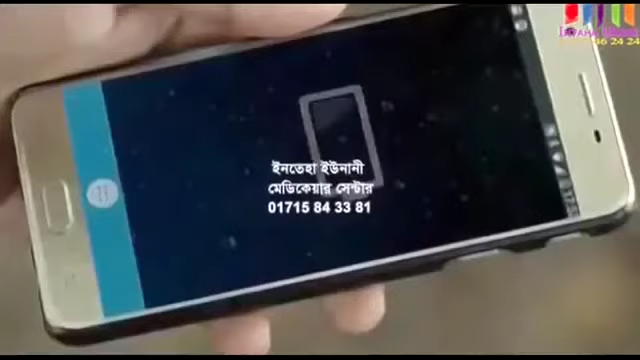 ইনতেহা ইউনানী
মেডিকেয়ার সেন্টার
01715 84 33 81